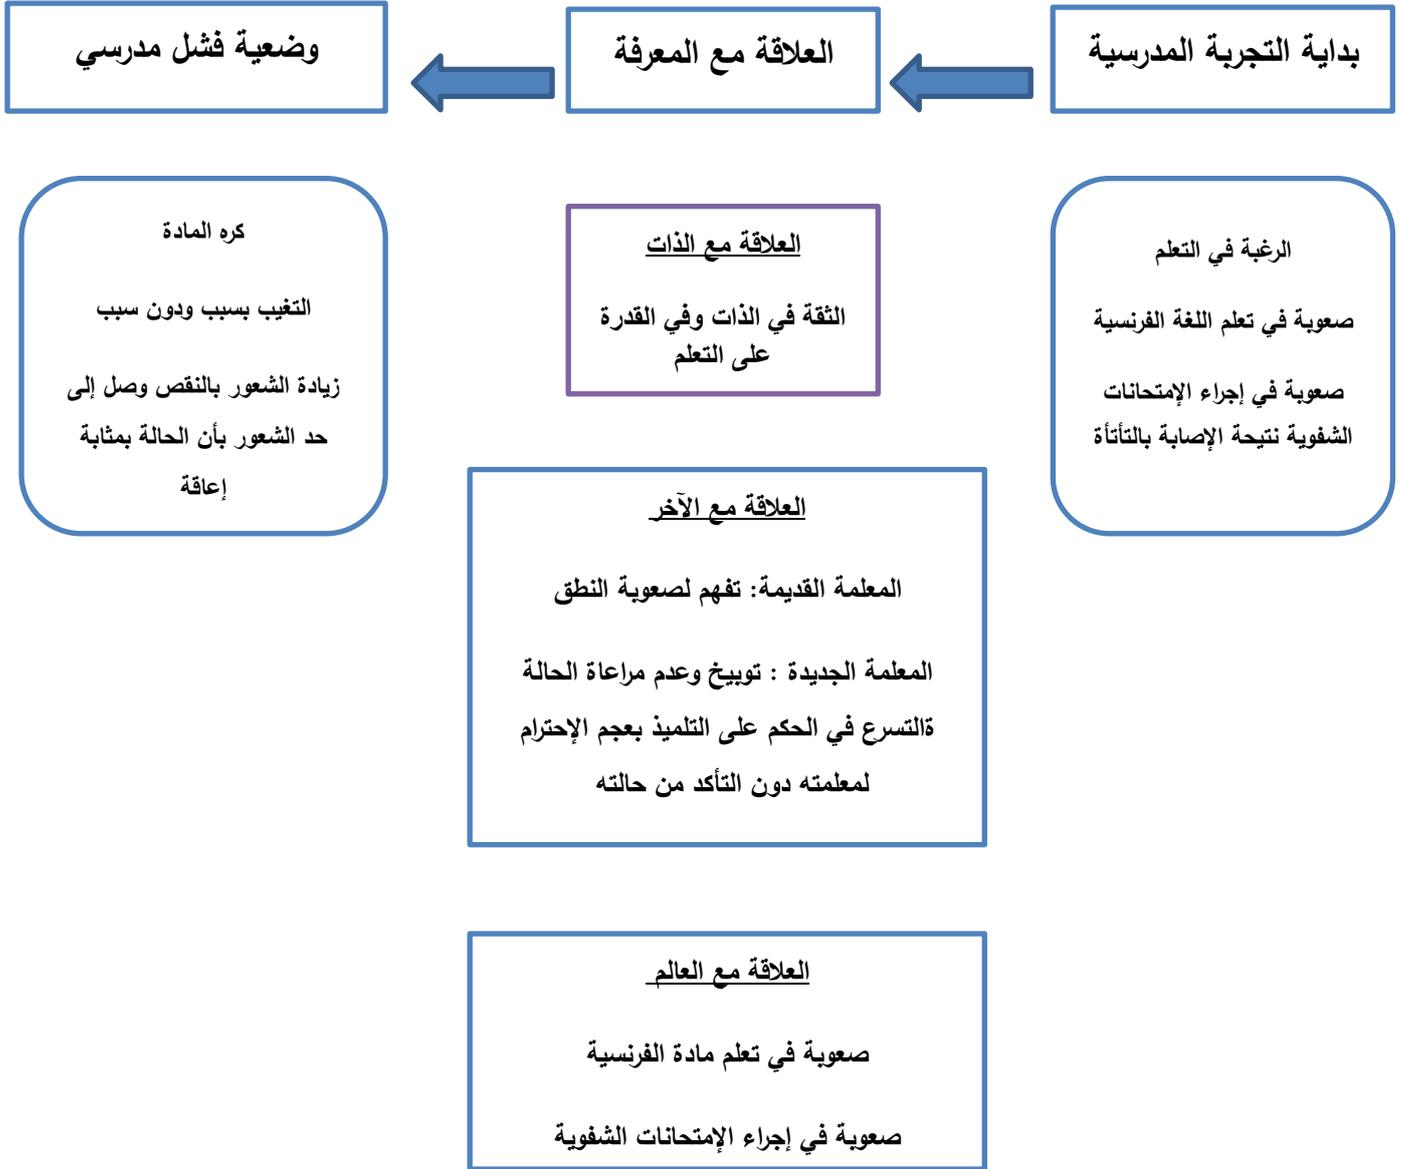 بداية التجربة المدرسية
العلاقة مع المعرفة
وضعية فشل مدرسي
الرغبة في التعلم
صعوبة في تعلم اللغة الفرنسية
صعوبة في إجراء الإمتحانات
الشفوية نتيحة الإصابة بالتأتأة
العلاقة مع الذات
الثقة في الذات وفي القدرة
على التعلم
العلاقة مع الآخر
المعلمة القديمة: تفهم لصعوبة النطق
المعلمة الجديدة : توبيخ وعدم مراعاة الحالة
ةالتسرع في الحكم على التلميذ بعجم الإحترام
لمعلمته دون التأكد من حالته
العلاقة مع العالم
صعوبة في تعلم مادة الفرنسية
صعوبة في إجراء الإمتحانات الشفوية
كره المادة
التغيب بسبب ودون سبب
زيادة الشعور بالنقص وصل إلى
حد الشعور بأن الحالة بمثابة
إعاقة